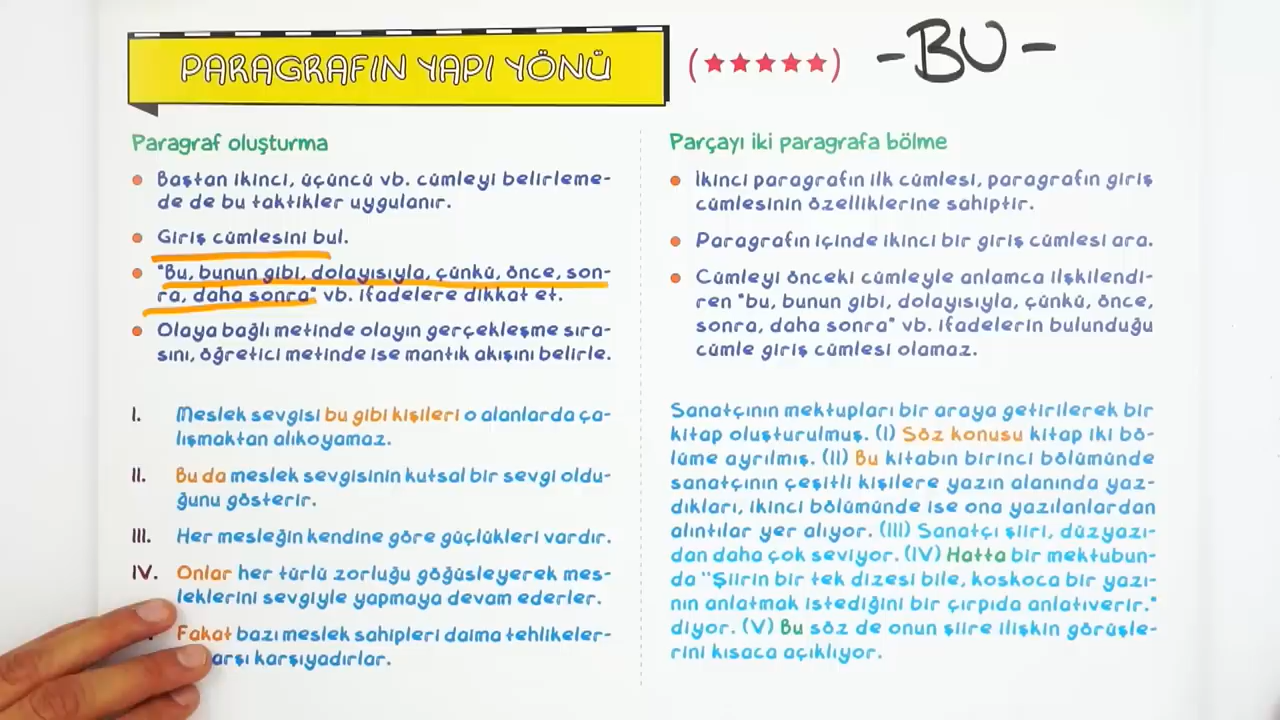 PARAGRAFIN YAPI YÖNÜ
-BU-
Paragraf oluşturma
Baştan ikinci, üçüncü vb. cümleyi belirleme-
de de bu taktikler uygulanır.
Giriş cümlesini bul.
"Bu, bunun gibi, dolayısıyla, çünkü, önce, son-
ra, daha sonra" vb. ifadelere dikkat et.
Olaya bağlı metinde olayın gerçekleşme sıra-
sını, öğretici metinde ise mantık akışını belirle.
I. Meslek sevgisi bu gibi kişileri o alanlarda ça-
lışmaktan alıkoyamaz.
II. Bu da meslek sevgisinin kutsal bir sevgi oldu-
ğunu gösterir.
III. Her mesleğin kendine göre güçlükleri vardır.
IV. Onlar her türlü zorluğu göğüsleyerek mes-
leklerini sevgiyle yapmaya devam ederler.
Fakat bazı meslek sahipleri daima tehlikeler-
arşı karşıyadırlar.
Parçayı iki paragrafa bölme
İkinci paragrafın ilk cümlesi, paragrafın giriş
cümlesinin özelliklerine sahiptir.
Paragrafın içinde ikinci bir giriş cümlesi ara.
Cümleyi önceki cümleyle anlamca ilşkilendi-
ren "bu, bunun gibi, dolayısıyla, çünkü, önce,
sonra, daha sonra" vb. ifadelerin bulunduğu
cümle giriş cümlesi olamaz.
Sanatçının mektupları bir araya getirilerek bir
kitap oluşturulmuş. (I) Söz konusu kitap iki bö-
lüme ayrılmış. (II) Bu kitabın birinci bölümünde
sanatçının çeşitli kişilere yazın alanında yaz-
dıkları, ikinci bölümünde ise ona yazılanlardan
alıntılar yer alıyor. (III) Sanatçı şiiri, düzyazı-
dan daha çok seviyor. (IV) Hatta bir mektubun-
da "Şiirin bir tek dizesi bile, koskoca bir yazı-
nın anlatmak istediğini bir çırpıda anlatıverir."
diyor. (V) Bu söz de onun şiire ilişkin görüşle-
rini kısaca açıklıyor.